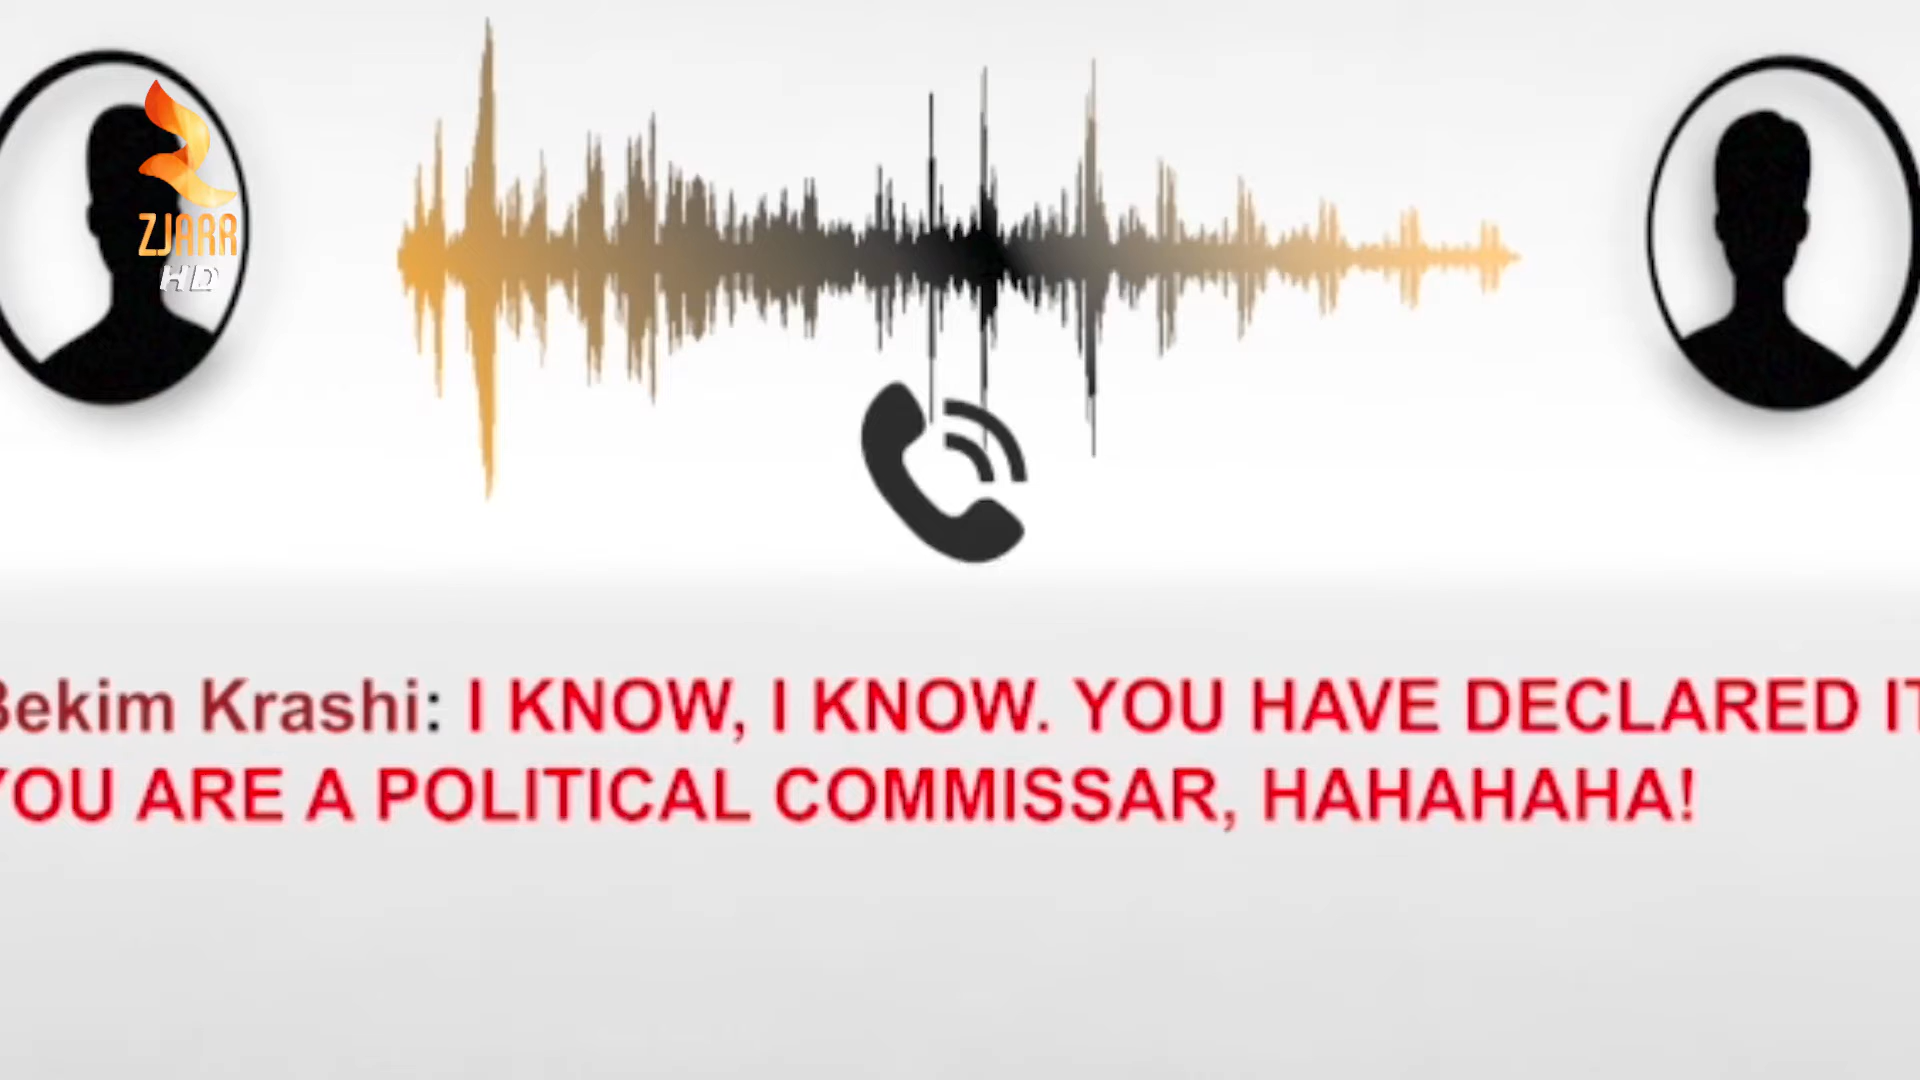 ZJARR
HD
Bekim Krashi: I KNOW, I KNOW. YOU HAVE DECLARED IT
YOU ARE A POLITICAL COMMISSAR, HAHAHAHA!